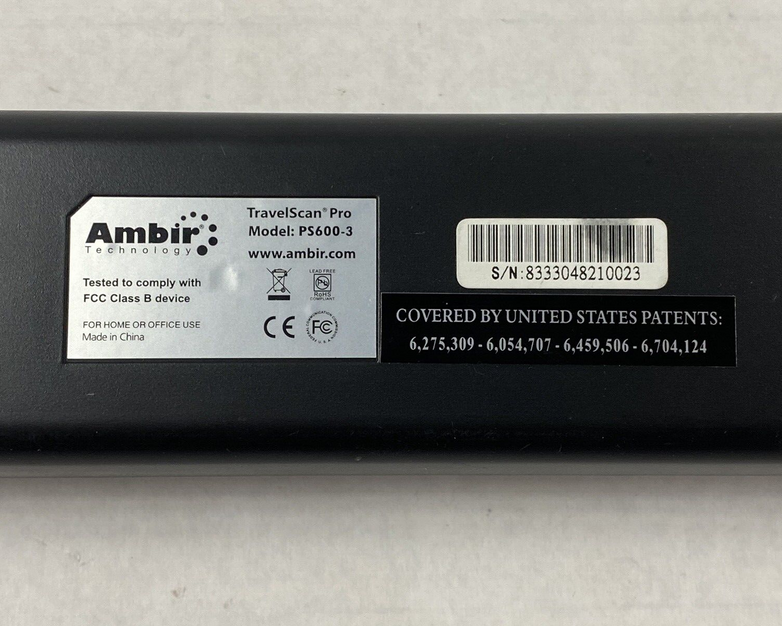 Ambir
Technology
TravelScan® Pro
Model: PS600-3
www.ambir.com
Tested to comply with
FCC Class B device
LEAD FREE
RoHS
COMPLIANT
FOR HOME OR OFFICE USE
Made in China
CE
FC
S/N:8333048210023
COVERED BY UNITED STATES PATENTS:
6,275,309 - 6,054,707 - 6,459,506 - 6,704,124